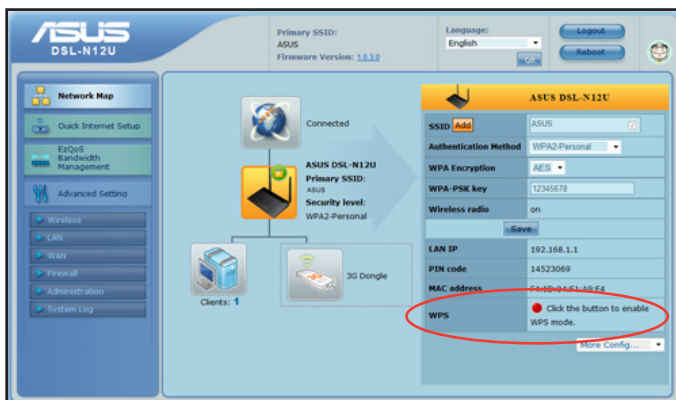 ASUS
DSL-N12U
Primary SSID:
ASUS
Firmware Version: 1.0.3.0
Language:
English
OK
Logout
Reboot
Network Map
Quick Internet Setup
EzQoS
Bandwidth
Management
Advanced Setting
Wireless
LAN
WAN
Firewall
Administration
System Log
Connected
ASUS DSL-N12U
Primary SSID:
ASUS
Security level:
WPA2-Personal
Clients: 1
3G Dongle
ASUS DSL-N12U
SSID Add ASUS
Authentication Method WPA2-Personal
WPA Encryption AES
WPA-PSK key 12345678
Wireless radio on
Save
LAN IP 192.168.1.1
PIN code 14523069
MAC address
WPS Click the button to enable
WPS mode.
More Config...